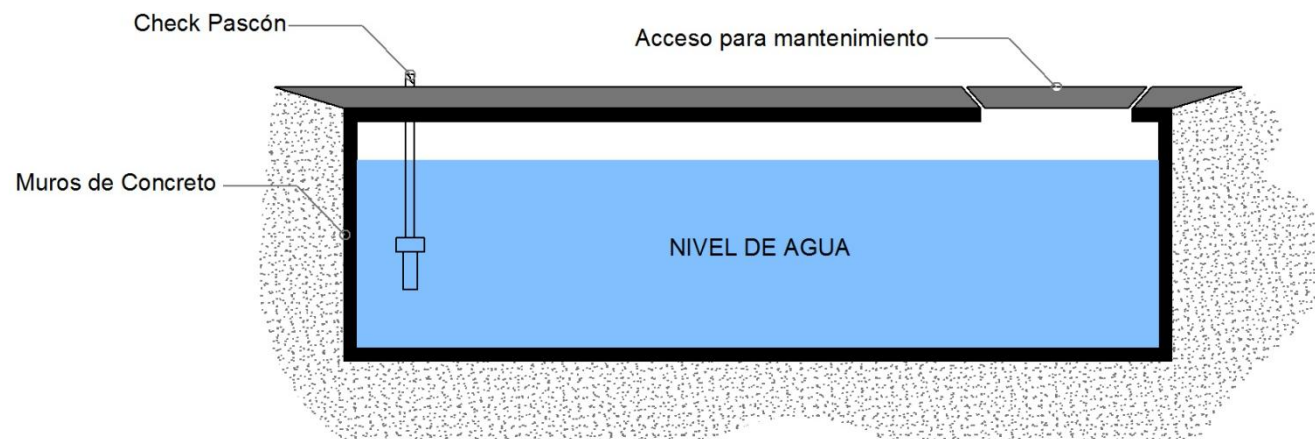 Check Pascón
Acceso para mantenimiento
Muros de Concreto
NIVEL DE AGUA